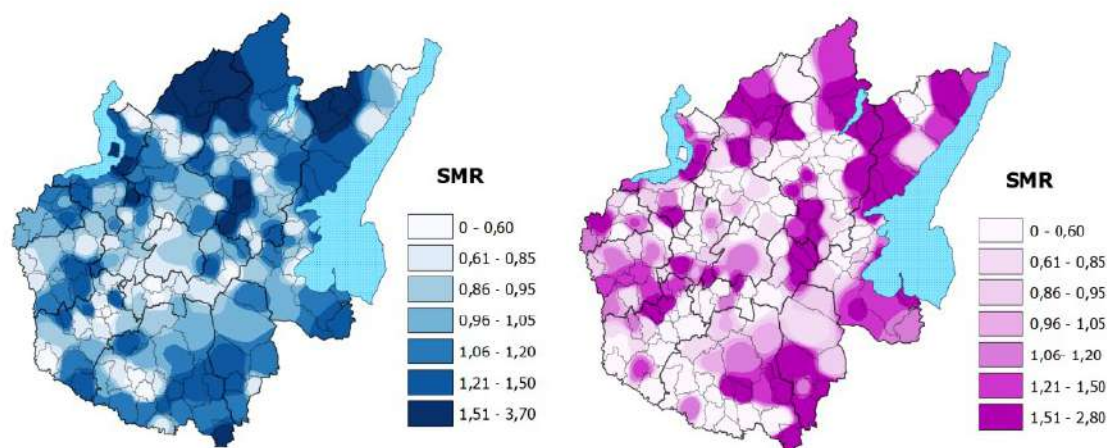 SMR
0 - 0,60
0,61 - 0,85
0,86 - 0,95
0,96 - 1,05
1,06 - 1,20
1,21 - 1,50
1,51 - 3,70
SMR
0 - 0,60
0,61 - 0,85
0,86 - 0,95
0,96 - 1,05
1,06- 1,20
1,21 - 1,50
1,51 - 2,80